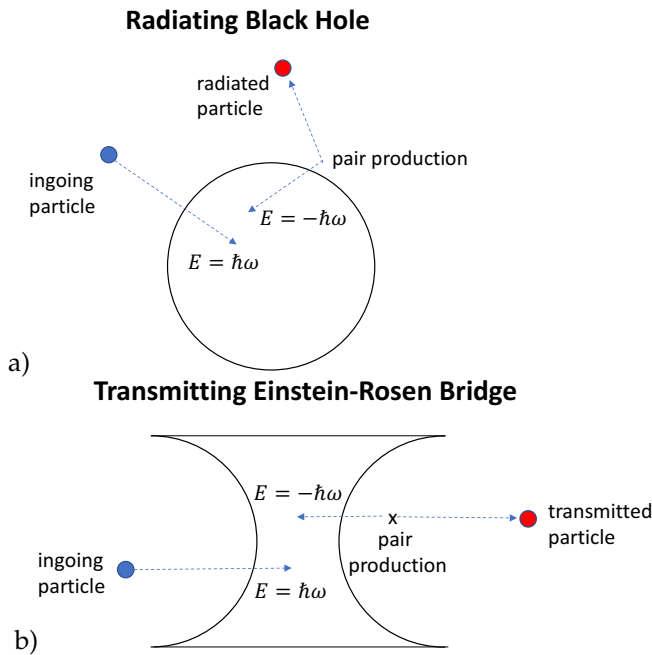 Radiating Black Hole
radiated
particle
pair production
ingoing
particle
E = −ℏω
E = ℏω
a)
Transmitting Einstein-Rosen Bridge
E = −ℏω
transmitted
particle
x
pair
production
ingoing
particle
E = ℏω
b)